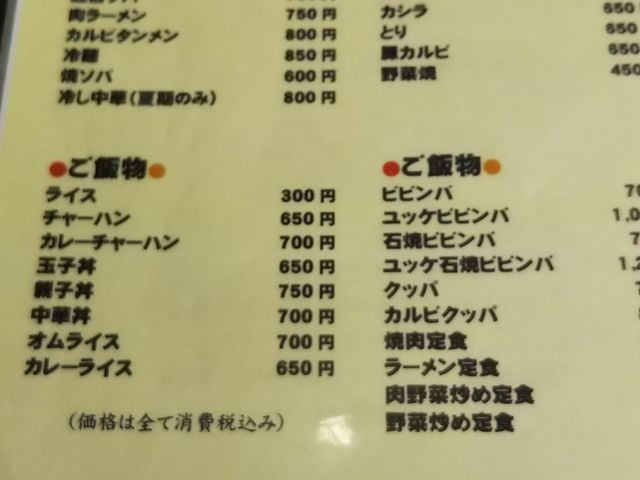 肉ラーメン 750円
カルビタンメン 800円
冷麺 850円
焼ソバ 600円
冷し中華(夏期のみ) 800円
●ご飯物●
ライス 300円
チャーハン 650円
カレーチャーハン 700円
玉子丼 650円
親子丼 750円
中華丼 700円
オムライス 700円
カレーライス 650円
(価格は全て消費税込み)
カシラ 650
とり 650
豚カルビ 650
野菜焼 450
●ご飯物●
ビビンバ
ユッケビビンバ 1,0
石焼ビビンバ
ユッケ石焼ビビンバ 1,2
クッパ
カルビクッパ
焼肉定食
ラーメン定食
肉野菜炒め定食
野菜炒め定食